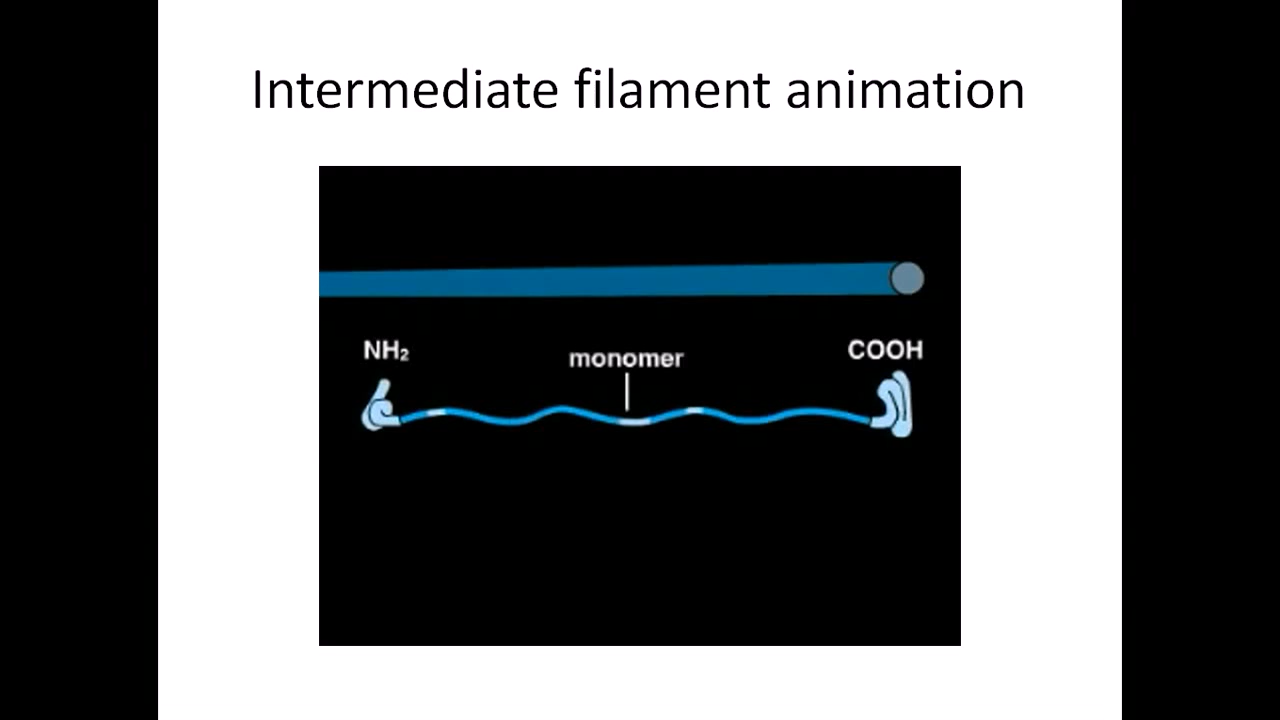 Intermediate filament animation
NH₂
monomer
COOH